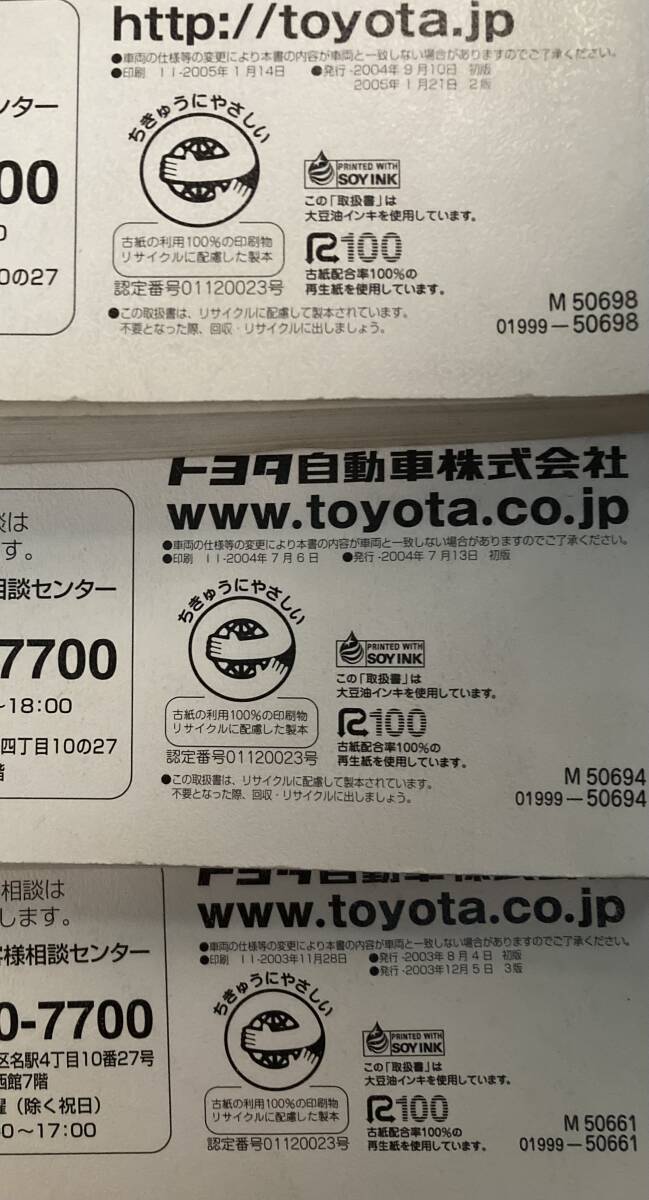 http://toyota.jp
●車両の仕様等の変更により本書の内容が車両と一致しない場合がありますのでご了承ください。
●印刷 II-2005年1月14日 ●発行-2004年9月10日 初版
2005年1月21日 2版
ンター
00
0の27
ちきゅうにやさしい
古紙の利用100%の印刷物
リサイクルに配慮した製本
認定番号01120023号
PRINTED WITH
SOY INK
この「取扱書」は
大豆油インキを使用しています。
R100
古紙配合率100%の
再生紙を使用しています。
●この取扱書は、リサイクルに配慮して製本されています。
不要となった際、回収・リサイクルに出しましょう。
M 50698
01999-50698
トヨタ自動車株式会社
www.toyota.co.jp
●車両の仕様等の変更により本書の内容が車両と一致しない場合がありますのでご了承ください。
●印刷 II-2004年7月6日 ●発行-2004年7月13日 初版
談は
す。
相談センター
7700
~18:00
四丁目10の27
階
ちきゅうにやさしい
古紙の利用100%の印刷物
リサイクルに配慮した製本
認定番号01120023号
PRINTED WITH
SOY INK
この「取扱書」は
大豆油インキを使用しています。
R100
古紙配合率100%の
再生紙を使用しています。
●この取扱書は、リサイクルに配慮して製本されています。
不要となった際、回収・リサイクルに出しましょう。
M 50694
01999-50694
トヨタ自動車株式会社
www.toyota.co.jp
●車両の仕様等の変更により本書の内容が車両と一致しない場合がありますのでご了承ください。
●印刷 II-2003年11月28日 ●発行-2003年8月4日 初版
●発行-2003年12月5日 3版
相談は
します。
客様相談センター
0-7700
区名駅4丁目10番27号
西館7階
曜(除く祝日)
0~17:00
ちきゅうにやさしい
古紙の利用100%の印刷物
リサイクルに配慮した製本
認定番号01120023号
PRINTED WITH
SOY INK
この「取扱書」は
大豆油インキを使用しています。
R100
古紙配合率100%の
再生紙を使用しています。
M 50661
01999-50661